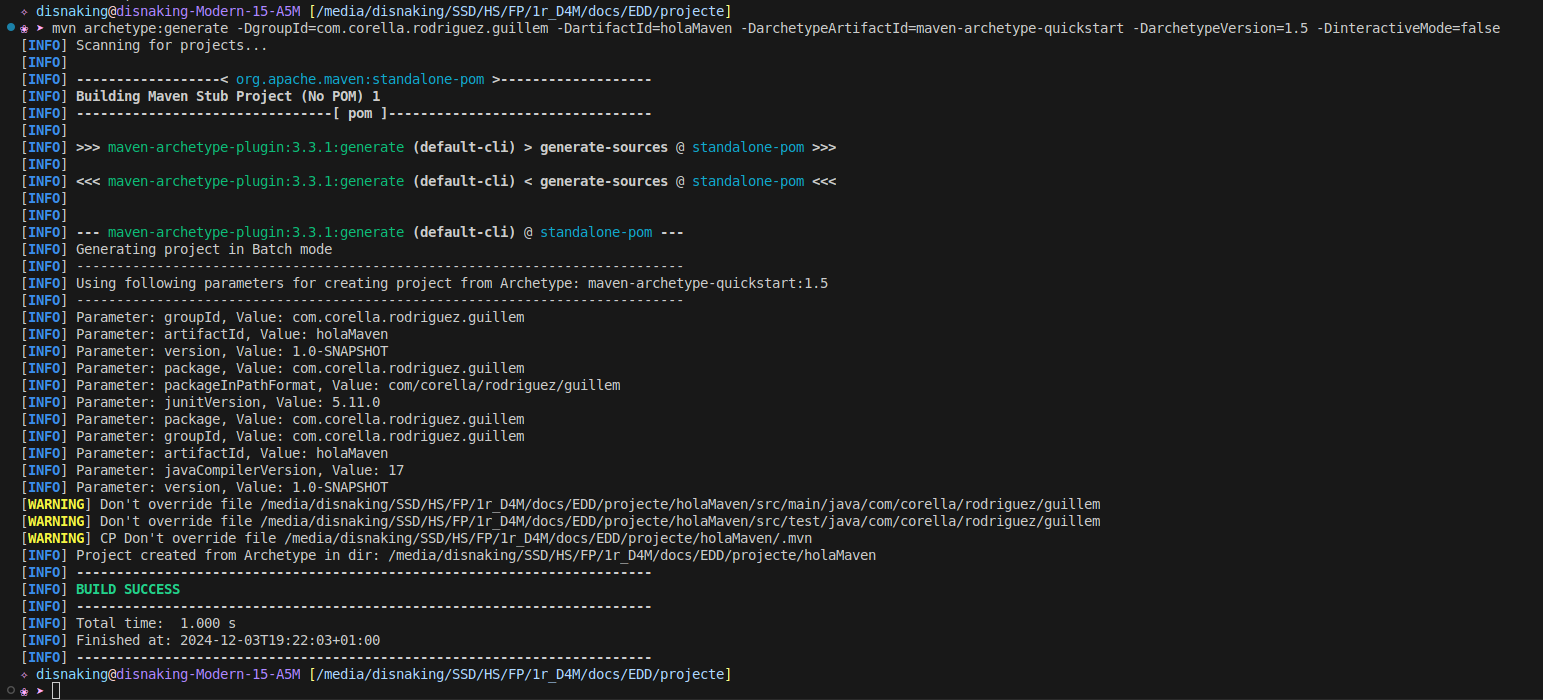 ✧ disnaking@disnaking-Modern-15-A5M [/media/disnaking/SSD/HS/FP/1r_D4M/docs/EDD/projecte]
❀ ➤ mvn archetype:generate -DgroupId=com.corella.rodriguez.guillem -DartifactId=holaMaven -DarchetypeArtifactId=maven-archetype-quickstart -DarchetypeVersion=1.5 -DinteractiveMode=false
[INFO] Scanning for projects...
[INFO]
[INFO] ------------------< org.apache.maven:standalone-pom >-------------------
[INFO] Building Maven Stub Project (No POM) 1
[INFO] --------------------------------[ pom ]---------------------------------
[INFO]
[INFO] >>> maven-archetype-plugin:3.3.1:generate (default-cli) > generate-sources @ standalone-pom >>>
[INFO]
[INFO] <<< maven-archetype-plugin:3.3.1:generate (default-cli) < generate-sources @ standalone-pom <<<
[INFO]
[INFO]
[INFO] --- maven-archetype-plugin:3.3.1:generate (default-cli) @ standalone-pom ---
[INFO] Generating project in Batch mode
[INFO] ----------------------------------------------------------------------------
[INFO] Using following parameters for creating project from Archetype: maven-archetype-quickstart:1.5
[INFO] ----------------------------------------------------------------------------
[INFO] Parameter: groupId, Value: com.corella.rodriguez.guillem
[INFO] Parameter: artifactId, Value: holaMaven
[INFO] Parameter: version, Value: 1.0-SNAPSHOT
[INFO] Parameter: package, Value: com.corella.rodriguez.guillem
[INFO] Parameter: packageInPathFormat, Value: com/corella/rodriguez/guillem
[INFO] Parameter: junitVersion, Value: 5.11.0
[INFO] Parameter: package, Value: com.corella.rodriguez.guillem
[INFO] Parameter: groupId, Value: com.corella.rodriguez.guillem
[INFO] Parameter: artifactId, Value: holaMaven
[INFO] Parameter: javaCompilerVersion, Value: 17
[INFO] Parameter: version, Value: 1.0-SNAPSHOT
[WARNING] Don't override file /media/disnaking/SSD/HS/FP/1r_D4M/docs/EDD/projecte/holaMaven/src/main/java/com/corella/rodriguez/guillem
[WARNING] Don't override file /media/disnaking/SSD/HS/FP/1r_D4M/docs/EDD/projecte/holaMaven/src/test/java/com/corella/rodriguez/guillem
[WARNING] CP Don't override file /media/disnaking/SSD/HS/FP/1r_D4M/docs/EDD/projecte/holaMaven/.mvn
[INFO] Project created from Archetype in dir: /media/disnaking/SSD/HS/FP/1r_D4M/docs/EDD/projecte/holaMaven
[INFO] ------------------------------------------------------------------------
[INFO] BUILD SUCCESS
[INFO] ------------------------------------------------------------------------
[INFO] Total time:  1.000 s
[INFO] Finished at: 2024-12-03T19:22:03+01:00
[INFO] ------------------------------------------------------------------------
✧ disnaking@disnaking-Modern-15-A5M [/media/disnaking/SSD/HS/FP/1r_D4M/docs/EDD/projecte]
❀ ➤